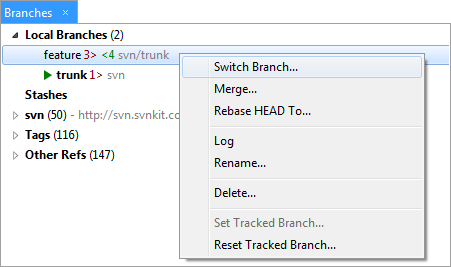 Branches ×
Local Branches (2)
feature 3> <4 svn/trunk
trunk 1> svn
Stashes
svn (50) - http://svn.svnkit.co
Tags (116)
Other Refs (147)
Switch Branch...
Merge...
Rebase HEAD To...
Log
Rename...
Delete...
Set Tracked Branch...
Reset Tracked Branch...